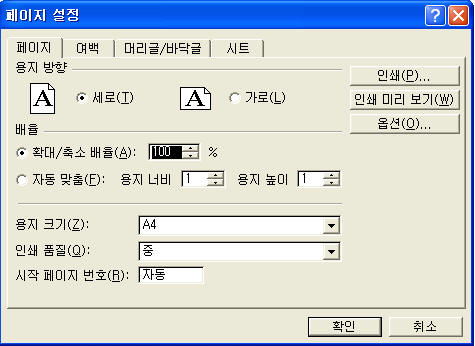 페이지 설정
페이지 여백 머리글/바닥글 시트
용지 방향
A 세로(T) A 가로(L)
인쇄(P)...
인쇄 미리 보기(W)
옵션(O)...
배율
확대/축소 배율(A): 100 %
자동 맞춤(F): 용지 너비 1 용지 높이 1
용지 크기(Z): A4
인쇄 품질(Q): 중
시작 페이지 번호(R): 자동
확인 취소